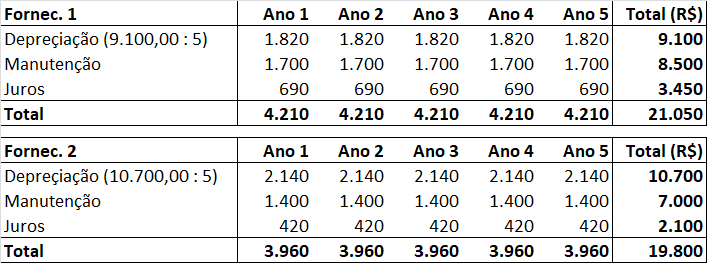 Fornec. 1 Ano 1 Ano 2 Ano 3 Ano 4 Ano 5 Total (R$)
Depreciação (9.100,00 : 5) 1.820 1.820 1.820 1.820 1.820 9.100
Manutenção 1.700 1.700 1.700 1.700 1.700 8.500
Juros 690 690 690 690 690 3.450
Total 4.210 4.210 4.210 4.210 4.210 21.050
Fornec. 2 Ano 1 Ano 2 Ano 3 Ano 4 Ano 5 Total (R$)
Depreciação (10.700,00 : 5) 2.140 2.140 2.140 2.140 2.140 10.700
Manutenção 1.400 1.400 1.400 1.400 1.400 7.000
Juros 420 420 420 420 420 2.100
Total 3.960 3.960 3.960 3.960 3.960 19.800